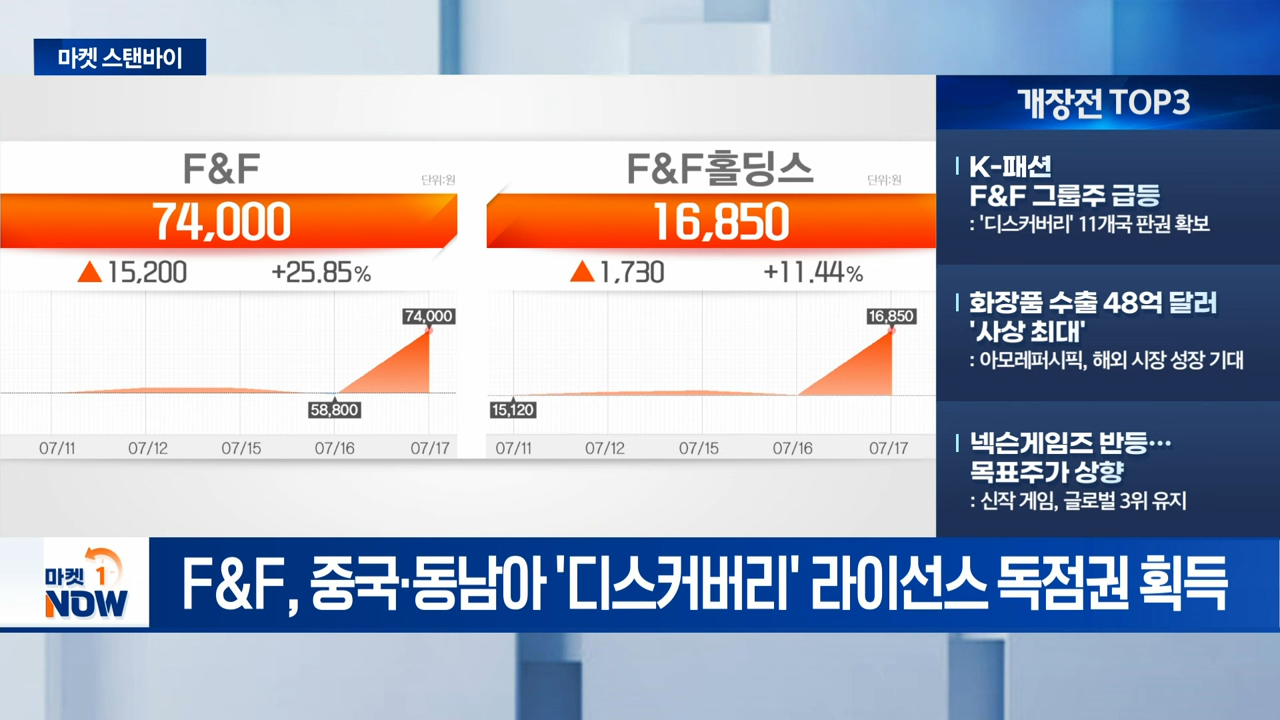 마켓 스탠바이
F&F
단위:원
74,000
▲ 15,200 +25.85%
74,000
58,800
07/11 07/12 07/15 07/16 07/17
F&F홀딩스
단위:원
16,850
▲ 1,730 +11.44%
16,850
15,120
07/11 07/12 07/15 07/16 07/17
개장전 TOP3
K-패션
F&F 그룹주 급등
: '디스커버리' 11개국 판권 확보
화장품 수출 48억 달러
'사상 최대'
: 아모레퍼시픽, 해외 시장 성장 기대
넥슨게임즈 반등…
목표주가 상향
: 신작 게임, 글로벌 3위 유지
마켓 1
NOW
F&F, 중국·동남아 '디스커버리' 라이선스 독점권 획득